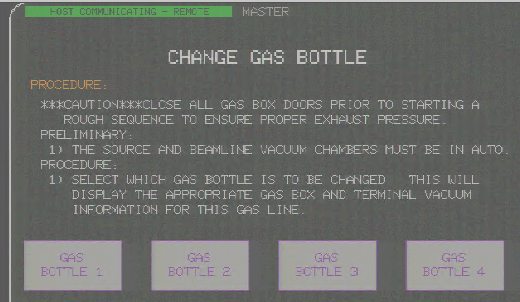 HOST COMMUNICATING - REMOTE MASTER
CHANGE GAS BOTTLE
PROCEDURE:
***CAUTION***CLOSE ALL GAS BOX DOORS PRIOR TO STARTING A
ROUGH SEQUENCE TO ENSURE PROPER EXHAUST PRESSURE.
PRELIMINARY:
1) THE SOURCE AND BEAMLINE VACUUM CHAMBERS MUST BE IN AUTO.
PROCEDURE:
1) SELECT WHICH GAS BOTTLE IS TO BE CHANGED THIS WILL
DISPLAY THE APPROPRIATE GAS BOX AND TERMINAL VACUUM
INFORMATION FOR THIS GAS LINE.
GAS BOTTLE 1
GAS BOTTLE 2
GAS BOTTLE 3
GAS BOTTLE 4